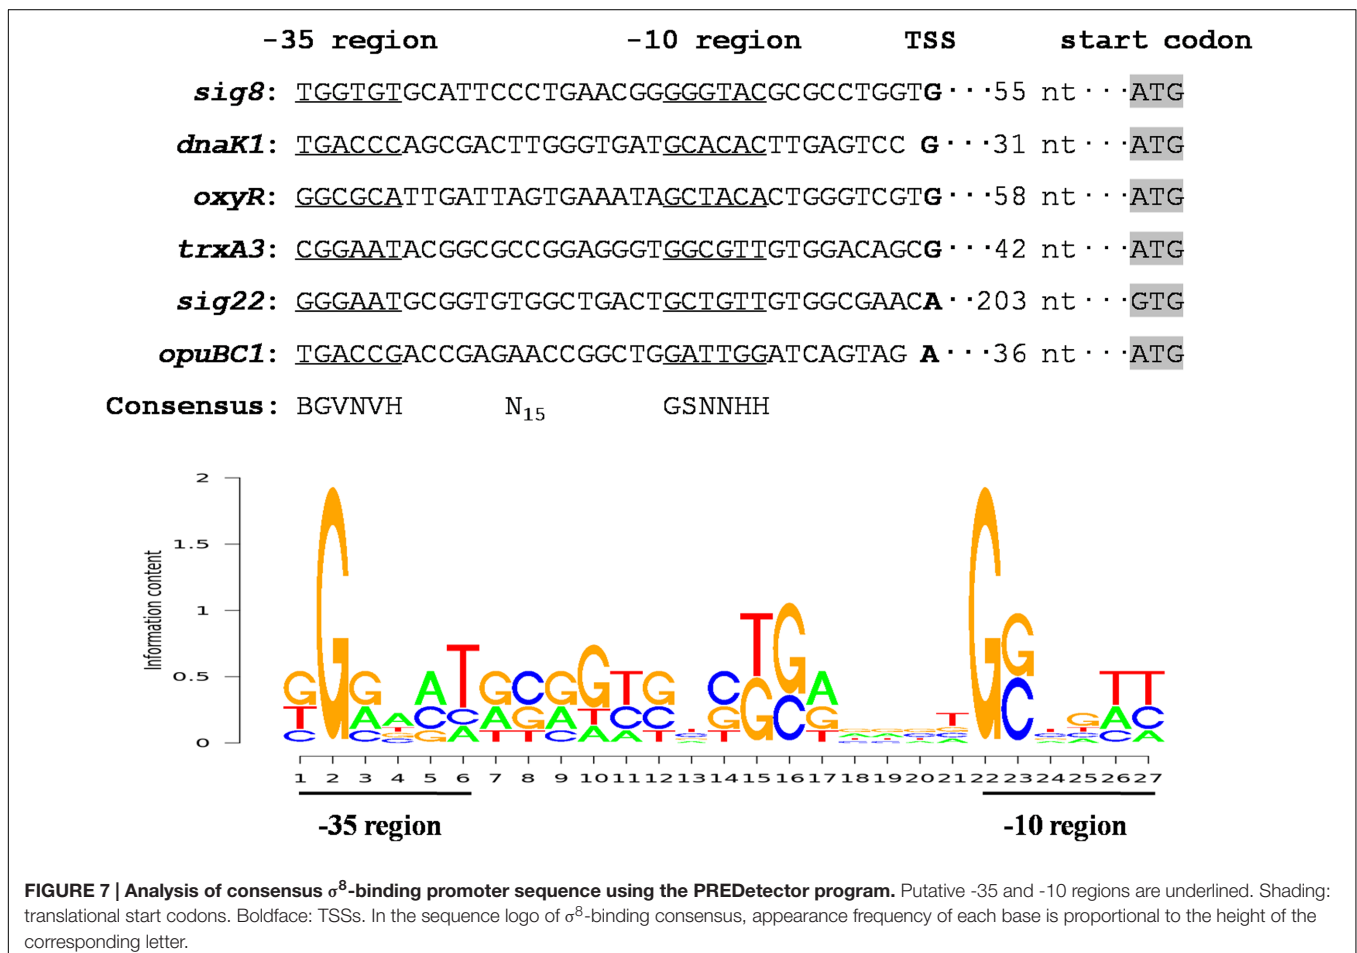 -35 region -10 region TSS start codon
sig8: TGGTGTGCATTCCCTGAACGGGGGTACGCGCCTGGTG···55 nt···ATG
dnaK1: TGACCCAGCGACTTGGGTGATGCACACTTGAGTCC G···31 nt···ATG
oxyR: GGCGCATTGATTAGTGAAATAGCTACACTGGGTCGTG···58 nt···ATG
trxA3: CGGAATACGGCGCCGGAGGGTGGCGTTGTGGACAGCG···42 nt···ATG
sig22: GGGAATGCGGTGTGGCTGACTGCTGTTGTGGCGAACA··203 nt···GTG
opuBC1: TGACCGACCGAGAACCGGCTGGATTGGATCAGTAG A···36 nt···ATG
Consensus: BGVNVH N15 GSNNHH
Information content
2
1.5
1
0.5
0
1 2 3 4 5 6 7 8 9 10 11 12 13 14 15 16 17 18 19 20 21 22 23 24 25 26 27
-35 region -10 region
FIGURE 7 | Analysis of consensus σ8-binding promoter sequence using the PREDetector program. Putative -35 and -10 regions are underlined. Shading:
translational start codons. Boldface: TSSs. In the sequence logo of σ8-binding consensus, appearance frequency of each base is proportional to the height of the
corresponding letter.